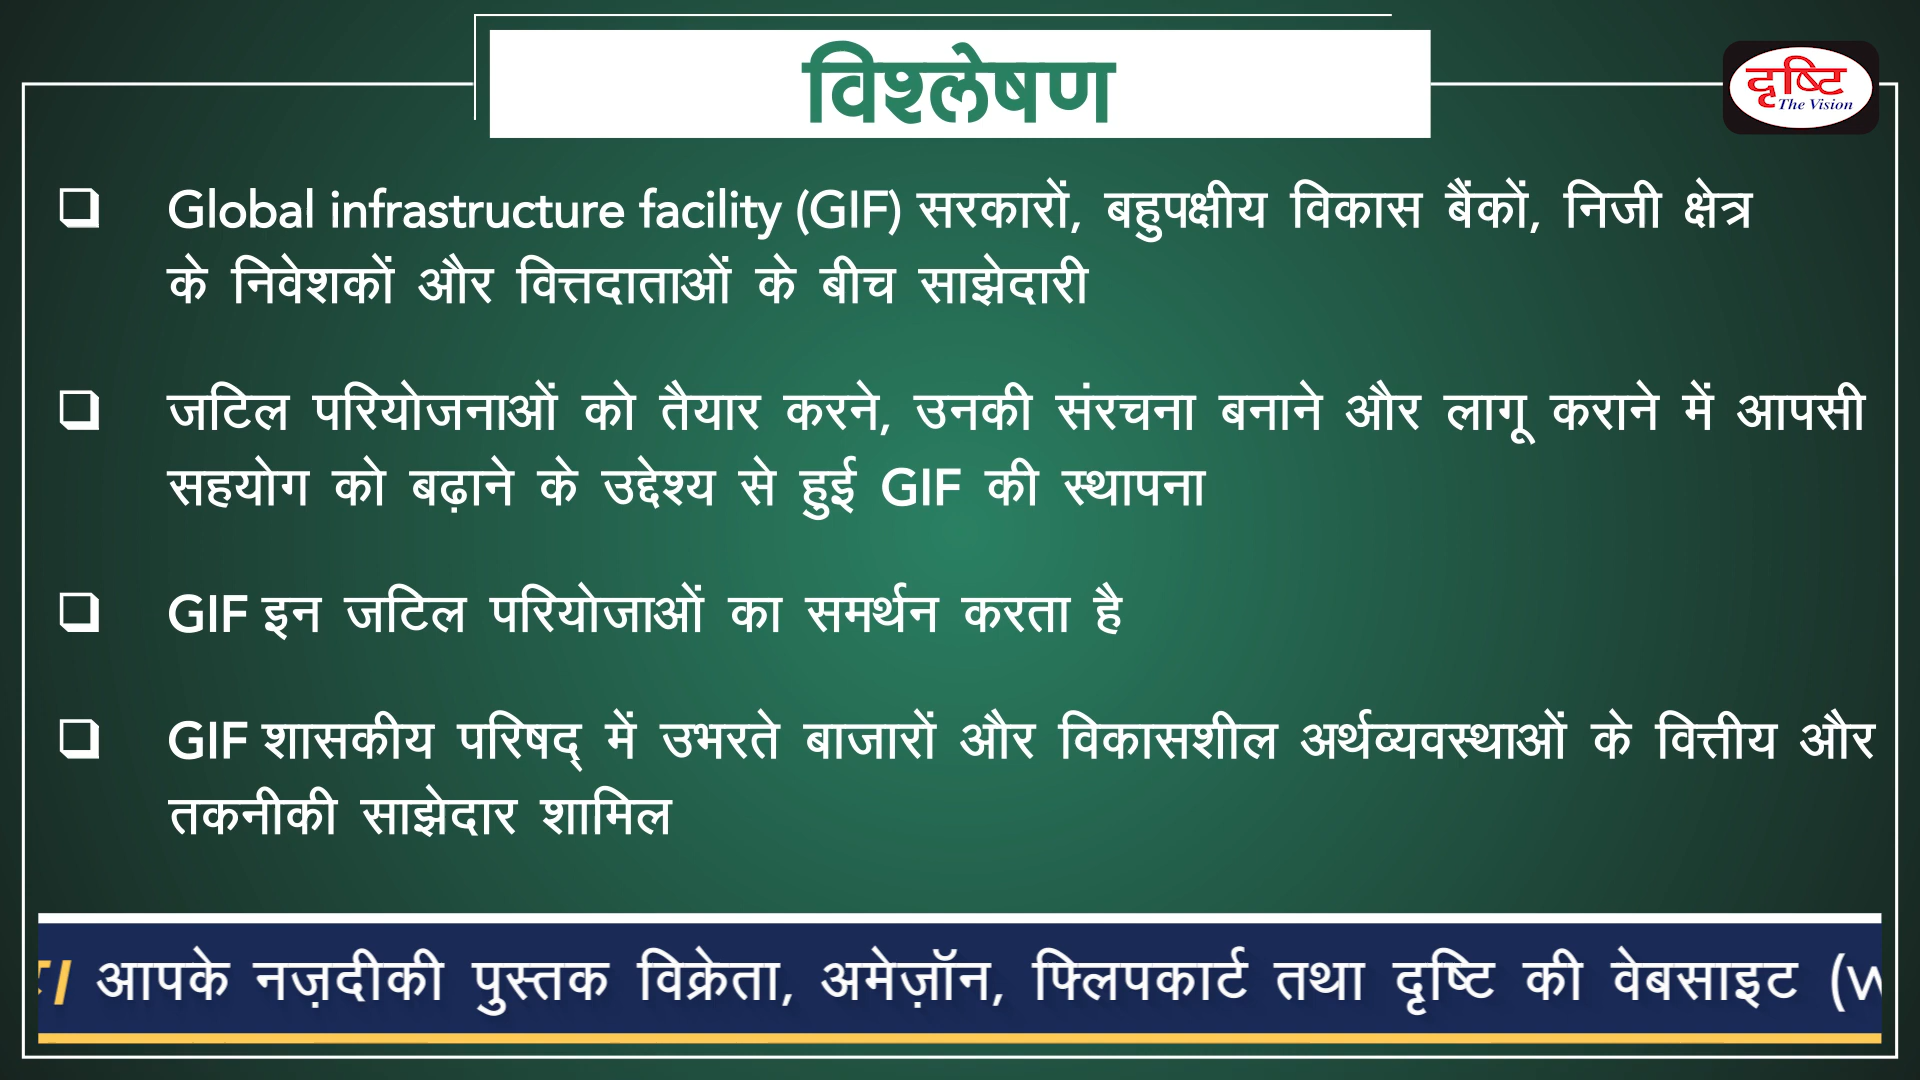 विश्लेषण
दृष्टि
The Vision
❑ Global infrastructure facility (GIF) सरकारों, बहुपक्षीय विकास बैंकों, निजी क्षेत्र
के निवेशकों और वित्तदाताओं के बीच साझेदारी
❑ जटिल परियोजनाओं को तैयार करने, उनकी संरचना बनाने और लागू कराने में आपसी
सहयोग को बढ़ाने के उद्देश्य से हुई GIF की स्थापना
❑ GIF इन जटिल परियोजाओं का समर्थन करता है
❑ GIF शासकीय परिषद् में उभरते बाजारों और विकासशील अर्थव्यवस्थाओं के वित्तीय और
तकनीकी साझेदार शामिल
। आपके नज़दीकी पुस्तक विक्रेता, अमेज़ॉन, फ्लिपकार्ट तथा दृष्टि की वेबसाइट (